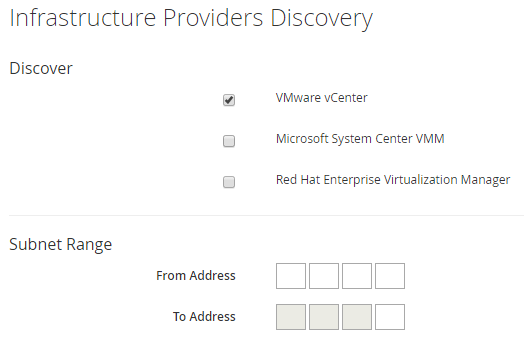 Infrastructure Providers Discovery
Discover
VMware vCenter
Microsoft System Center VMM
Red Hat Enterprise Virtualization Manager
Subnet Range
From Address
To Address